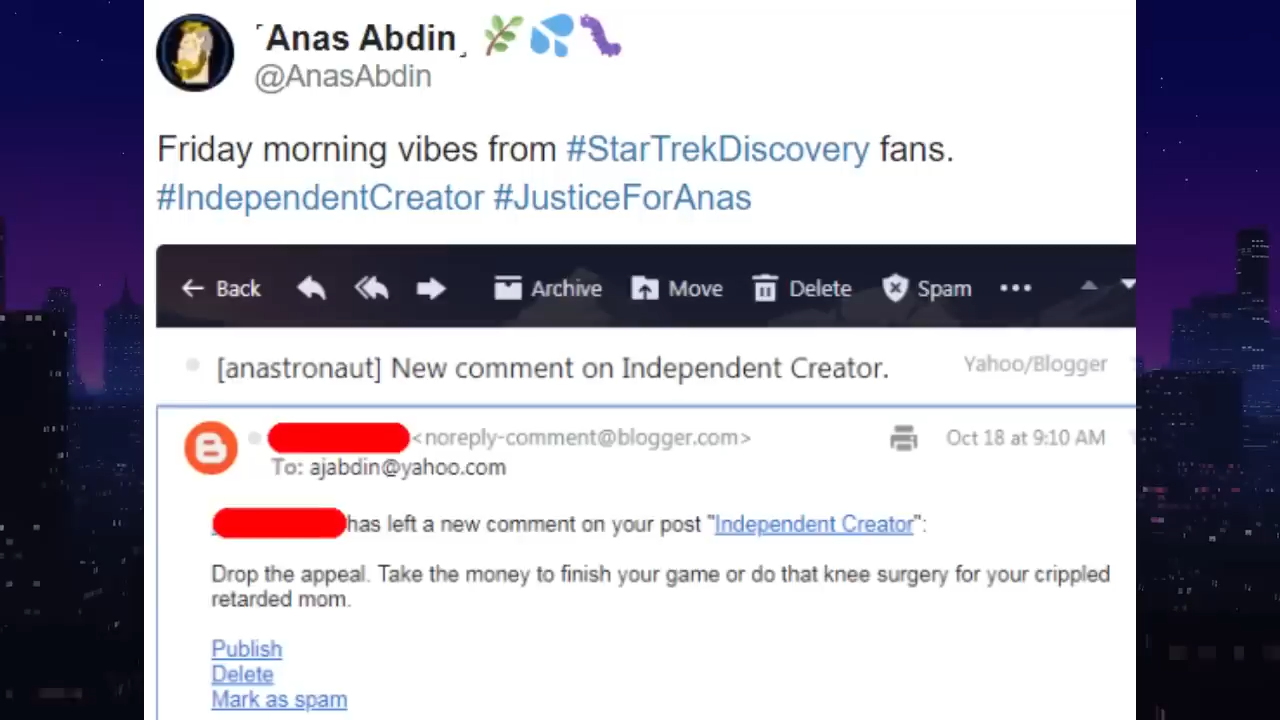 ´Anas Abdin¸ 🌿💦🐛
@AnasAbdin
Friday morning vibes from #StarTrekDiscovery fans.
#IndependentCreator #JusticeForAnas
← Back Archive Move Delete Spam •••
[anastronaut] New comment on Independent Creator. Yahoo/Blogger
<noreply-comment@blogger.com> Oct 18 at 9:10 AM
To: ajabdin@yahoo.com
has left a new comment on your post "Independent Creator":
Drop the appeal. Take the money to finish your game or do that knee surgery for your crippled
retarded mom.
Publish
Delete
Mark as spam